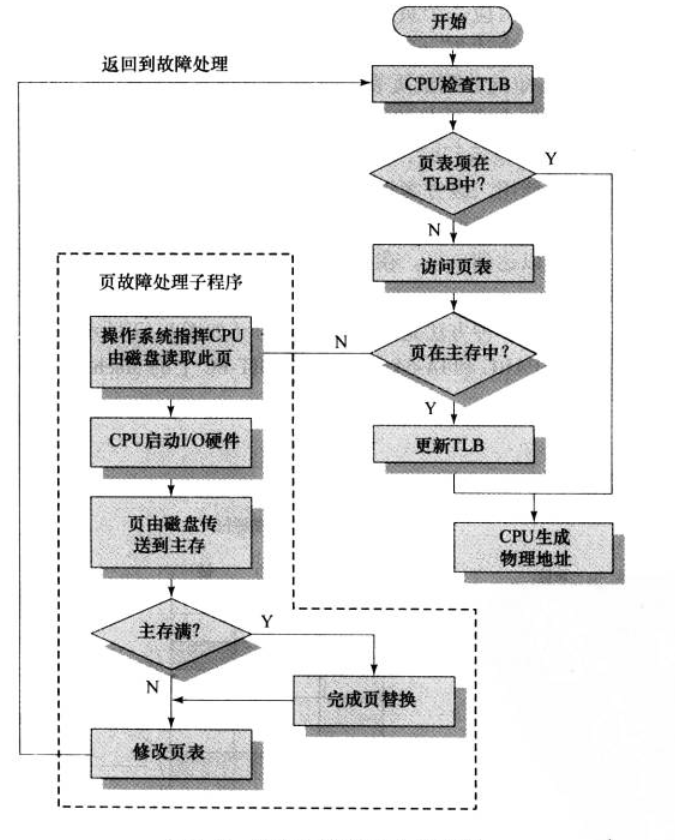 开始
返回到故障处理
CPU检查TLB
页表项在
TLB中？
Y
N
访问页表
页故障处理子程序
操作系统指挥CPU
由磁盘读取此页
N
页在主存中？
Y
CPU启动I/O硬件
更新TLB
页由磁盘传
送到主存
CPU生成
物理地址
主存满？
Y
N
完成页替换
修改页表